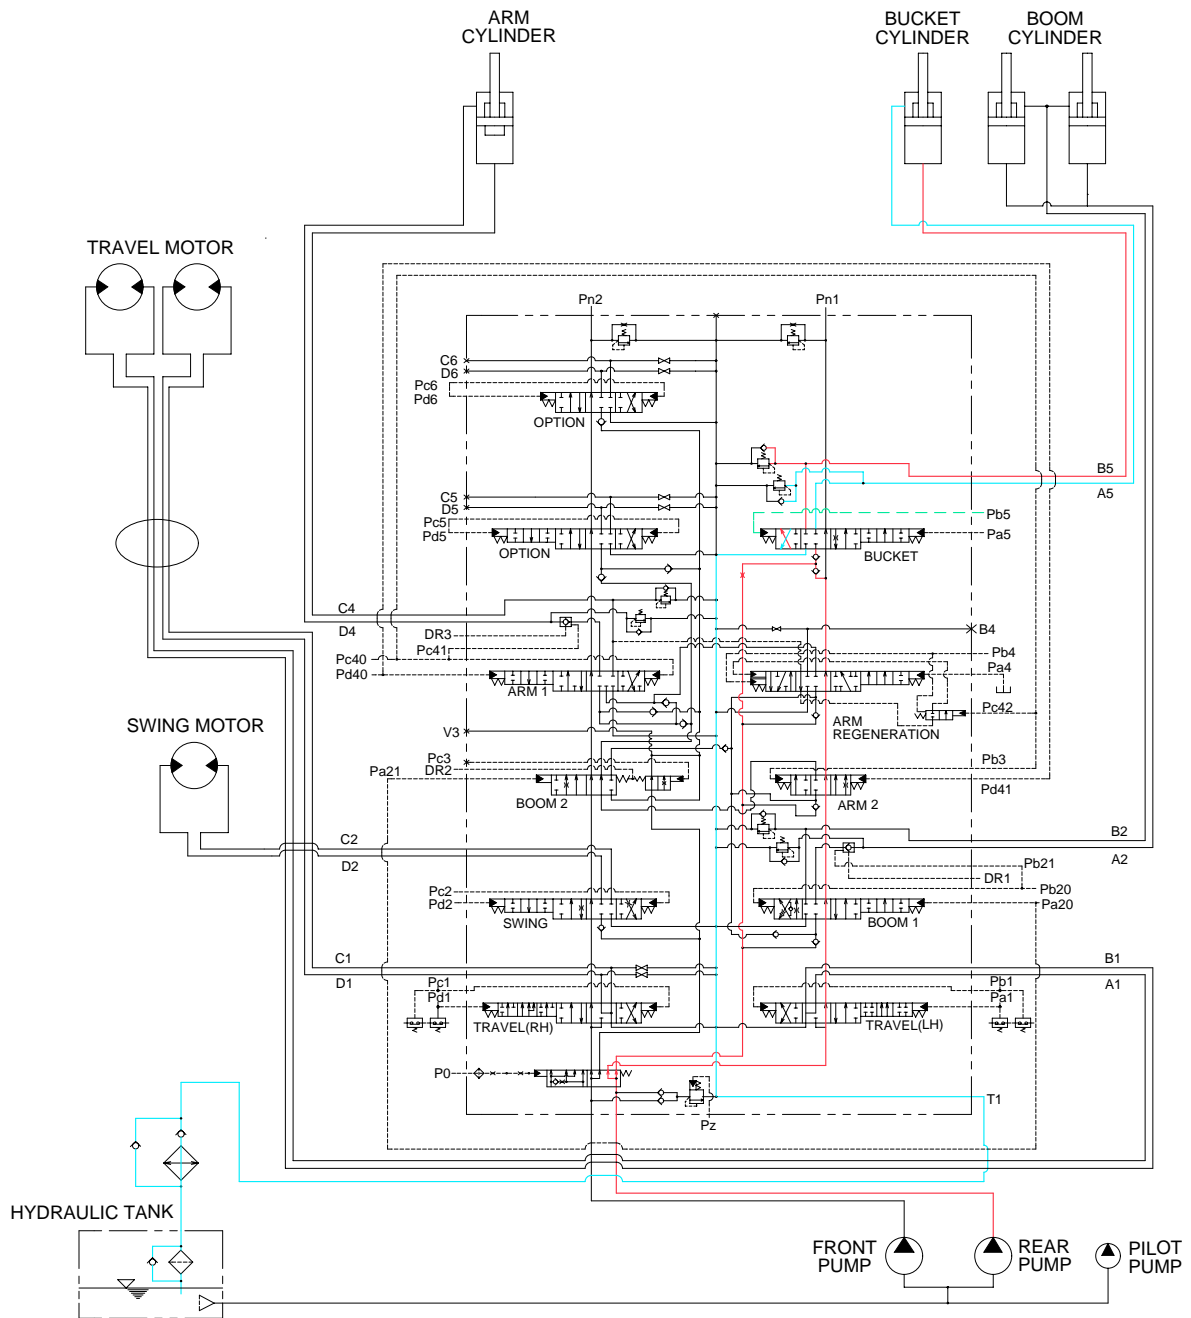 ARM
CYLINDER
BUCKET
CYLINDER
BOOM
CYLINDER
TRAVEL MOTOR
Pn2
Pn1
C6
D6
Pc6
Pd6
OPTION
B5
A5
C5
D5
Pc5
Pd5
OPTION
Pb5
Pa5
BUCKET
C4
D4
DR3
Pc41
Pc40
Pd40
ARM 1
B4
Pb4
Pa4
Pc42
ARM
REGENERATION
SWING MOTOR
V3
Pc3
DR2
Pa21
BOOM 2
Pb3
Pd41
ARM 2
C2
D2
B2
A2
Pb21
DR1
Pc2
Pd2
SWING
Pb20
Pa20
BOOM 1
C1
D1
B1
A1
Pc1
Pd1
TRAVEL(RH)
Pb1
Pa1
TRAVEL(LH)
P0
Pz
T1
HYDRAULIC TANK
FRONT
PUMP
REAR
PUMP
PILOT
PUMP